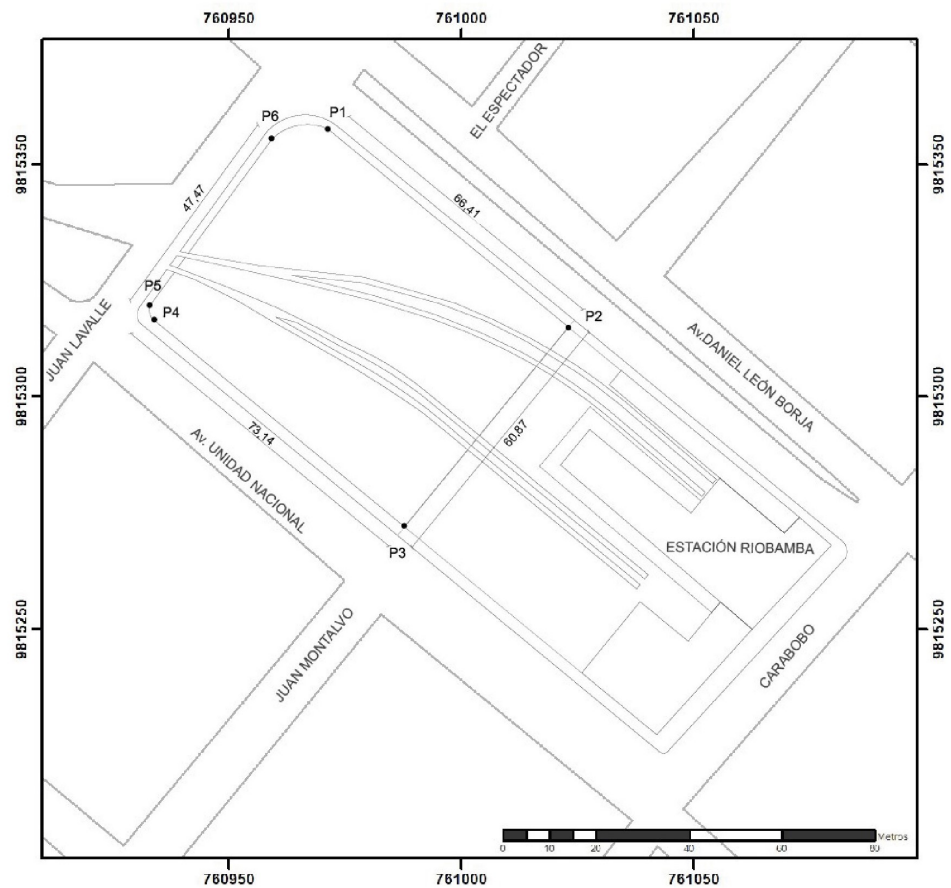 760950
761000
761050
9815350
9815350
EL ESPECTADOR
P6
P1
47,47
66,41
P5
P4
P2
JUAN LAVALLE
Av.DANIEL LEÓN BORJA
9815300
9815300
73,14
60,87
Av. UNIDAD NACIONAL
P3
ESTACIÓN RIOBAMBA
9815250
9815250
JUAN MONTALVO
CARABOBO
Metros
0 10 20 40 60 80
760950
761000
761050